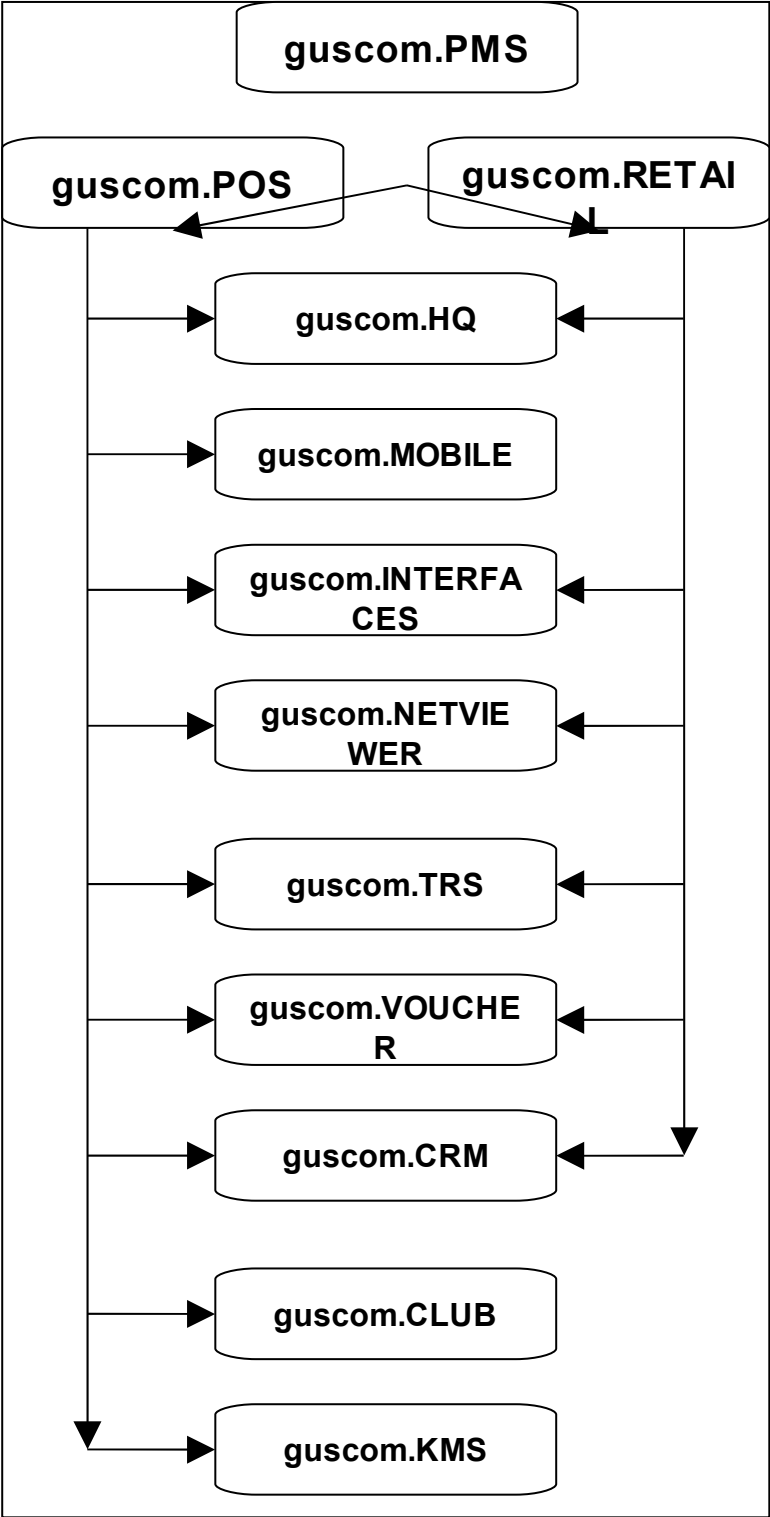 guscom.PMS
guscom.POS
guscom.RETAI
L
guscom.HQ
guscom.MOBILE
guscom.INTERFA
CES
guscom.NETVIE
WER
guscom.TRS
guscom.VOUCHE
R
guscom.CRM
guscom.CLUB
guscom.KMS